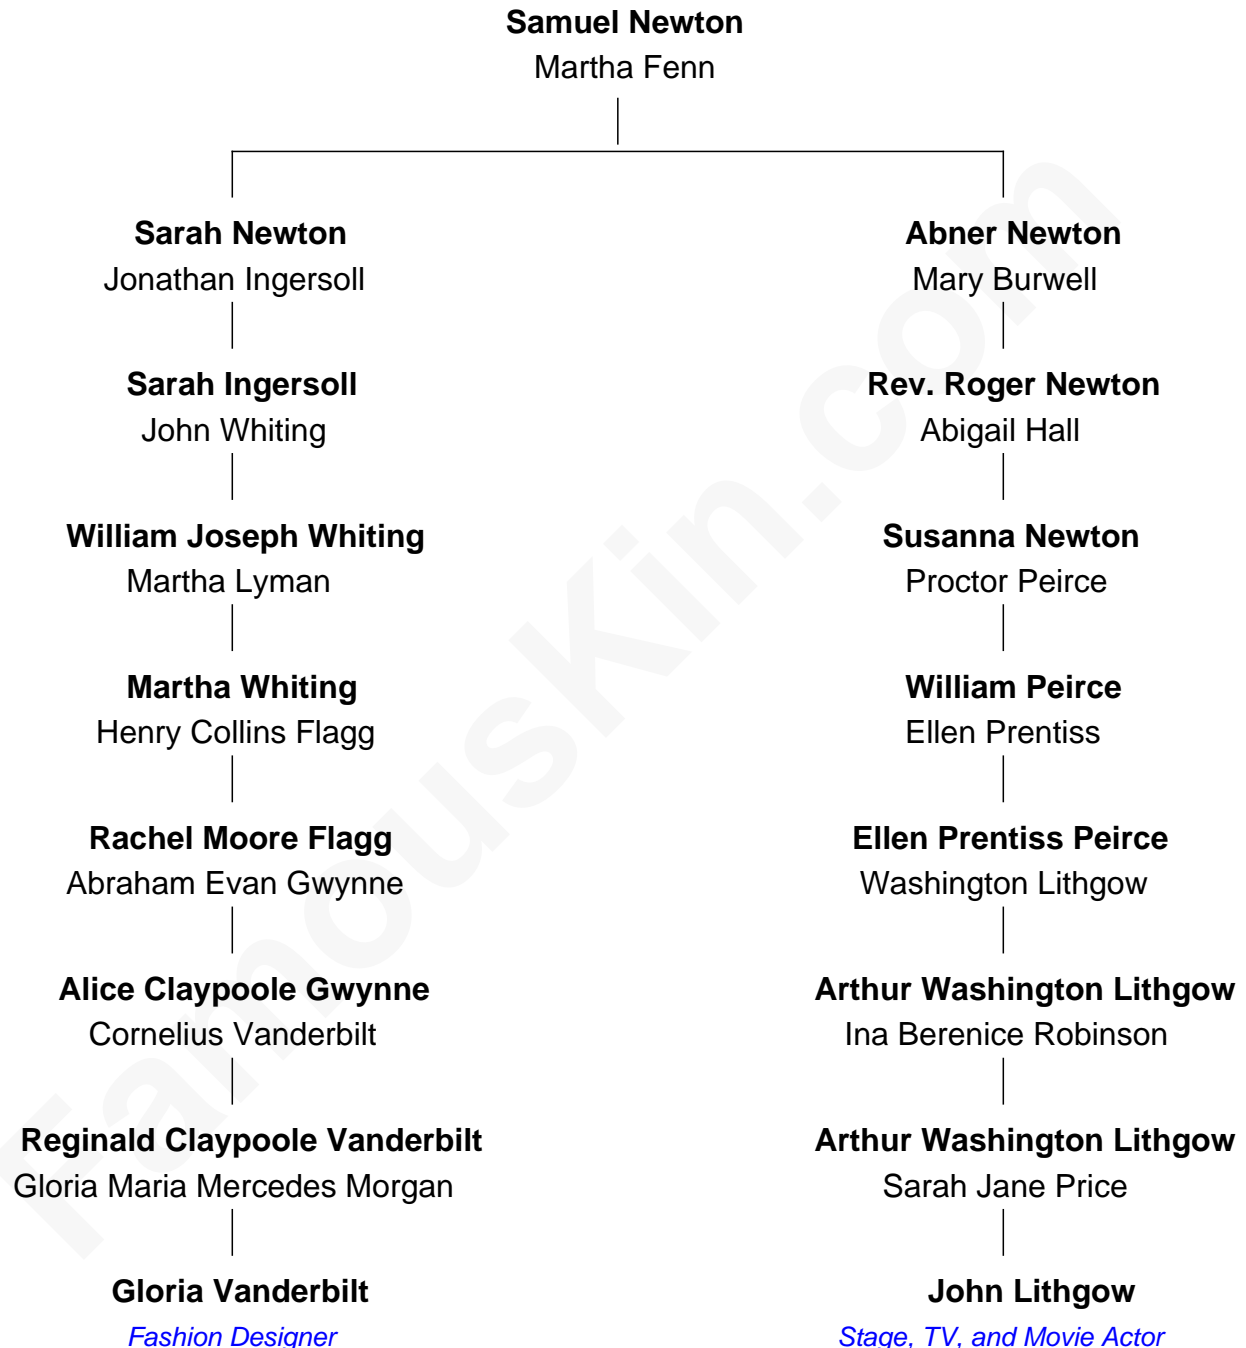 Samuel Newton
Martha Fenn
Sarah Newton
Jonathan Ingersoll
Abner Newton
Mary Burwell
Sarah Ingersoll
John Whiting
Rev. Roger Newton
Abigail Hall
William Joseph Whiting
Martha Lyman
Susanna Newton
Proctor Peirce
Martha Whiting
Henry Collins Flagg
William Peirce
Ellen Prentiss
Rachel Moore Flagg
Abraham Evan Gwynne
Ellen Prentiss Peirce
Washington Lithgow
Alice Claypoole Gwynne
Cornelius Vanderbilt
Arthur Washington Lithgow
Ina Berenice Robinson
Reginald Claypoole Vanderbilt
Gloria Maria Mercedes Morgan
Arthur Washington Lithgow
Sarah Jane Price
Gloria Vanderbilt
Fashion Designer
John Lithgow
Stage, TV, and Movie Actor
FamousKin.com